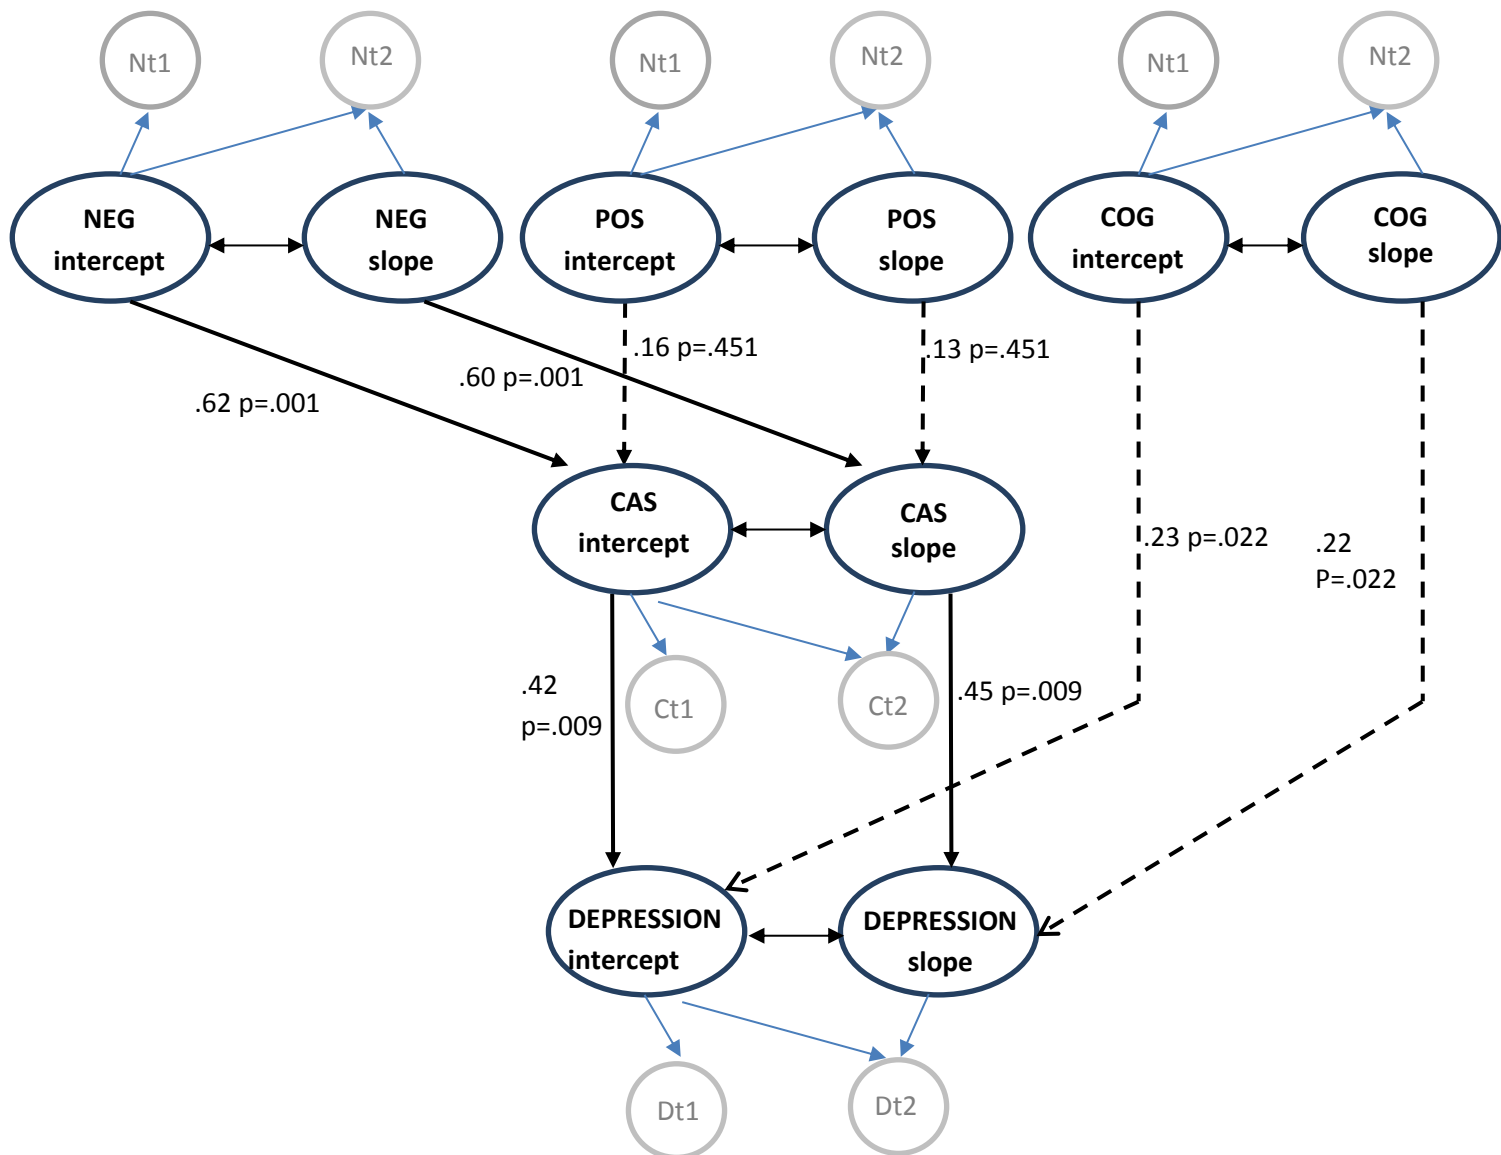 Nt1
Nt2
Nt1
Nt2
Nt1
Nt2
NEG
intercept
NEG
slope
POS
intercept
POS
slope
COG
intercept
COG
slope
.16 p=.451
.13 p=.451
.60 p=.001
.62 p=.001
CAS
intercept
CAS
slope
.23 p=.022
.22
P=.022
.42
p=.009
Ct1
Ct2
.45 p=.009
DEPRESSION
intercept
DEPRESSION
slope
Dt1
Dt2